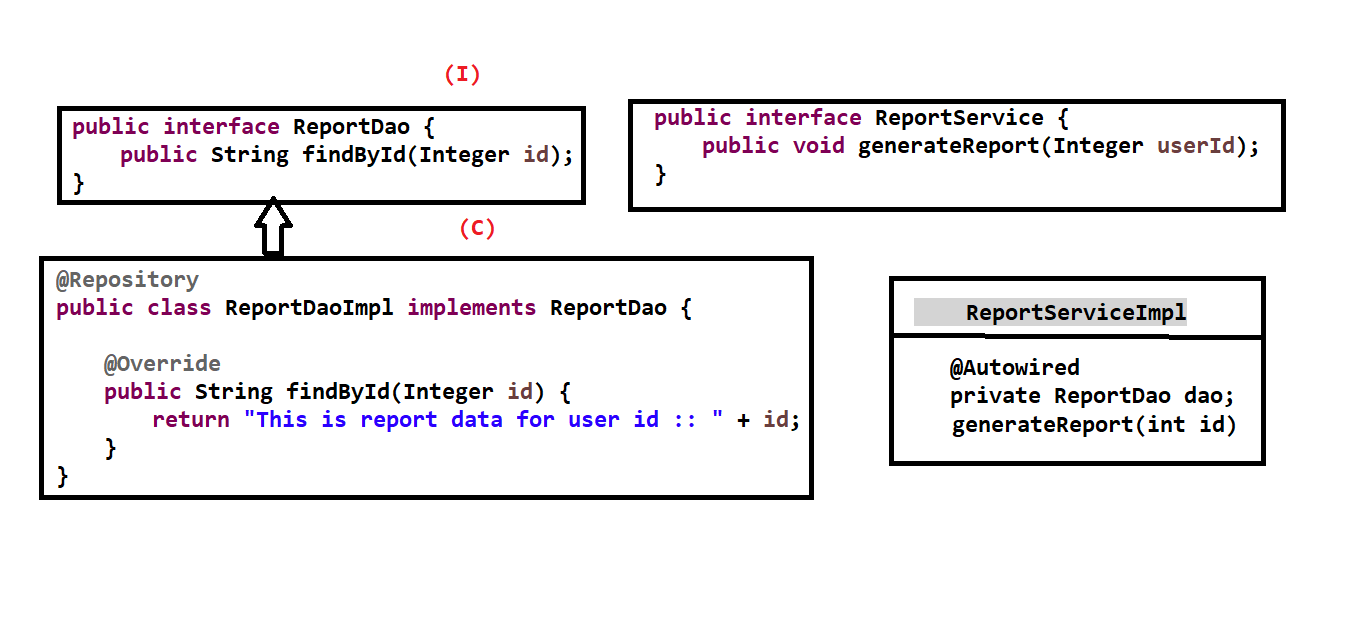 (I)
public interface ReportDao {
public String findById(Integer id);
}
public interface ReportService {
public void generateReport(Integer userId);
}
(C)
@Repository
public class ReportDaoImpl implements ReportDao {
@Override
public String findById(Integer id) {
return "This is report data for user id :: " + id;
}
}
ReportServiceImpl
@Autowired
private ReportDao dao;
generateReport(int id)